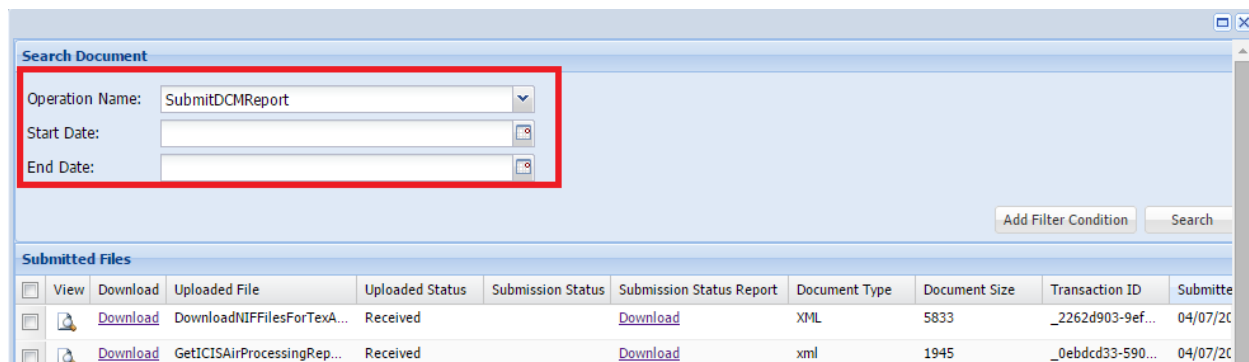 Search Document
Operation Name: SubmitDCMReport
Start Date:
End Date:
Add Filter Condition Search
Submitted Files
View Download Uploaded File Uploaded Status Submission Status Submission Status Report Document Type Document Size Transaction ID Submitte
Download DownloadNIFFilesForTexA... Received Download XML 5833 _2262d903-9ef... 04/07/20
Download GetICISAirProcessingRep... Received Download xml 1945 _0ebdcd33-590... 04/07/20